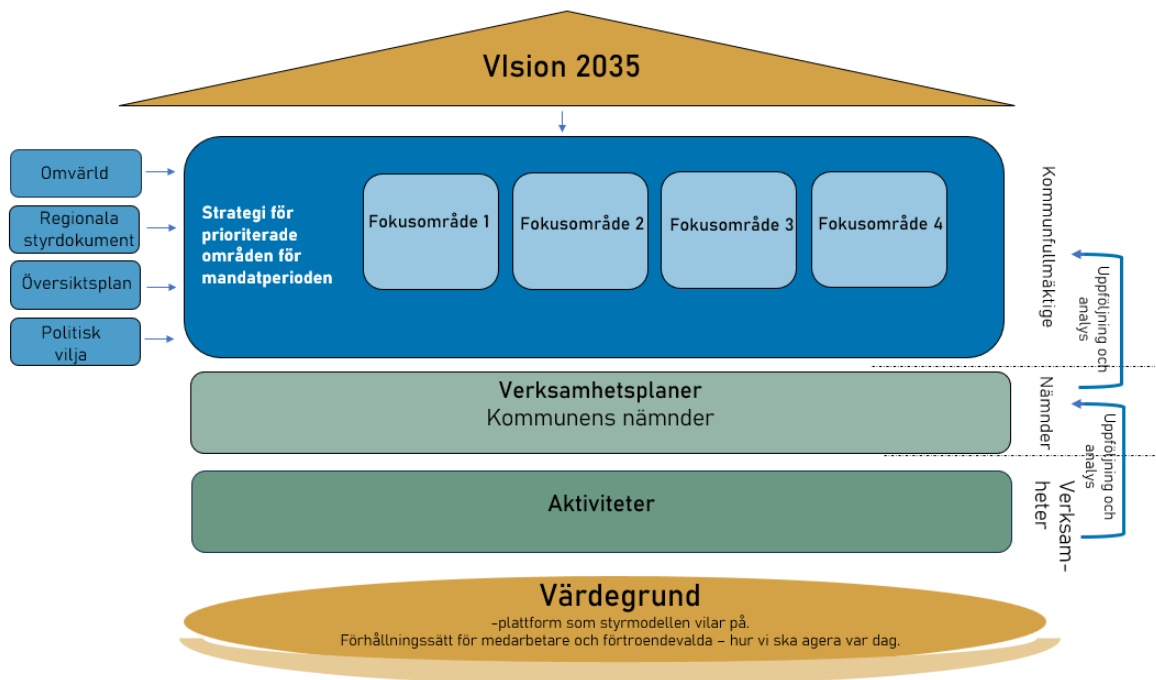 VIsion 2035
Omvärld
Regionala
styrdokument
Översiktsplan
Politisk
vilja
Strategi för
prioriterade
områden för
mandatperioden
Fokusområde 1
Fokusområde 2
Fokusområde 3
Fokusområde 4
Kommunfullmäktige
Uppföljning och
analys
Verksamhetsplaner
Kommunens nämnder
Nämnder
Uppföljning och
analys
Aktiviteter
Verksam-
heter
Värdegrund
-plattform som styrmodellen vilar på.
Förhållningssätt för medarbetare och förtroendevalda – hur vi ska agera var dag.